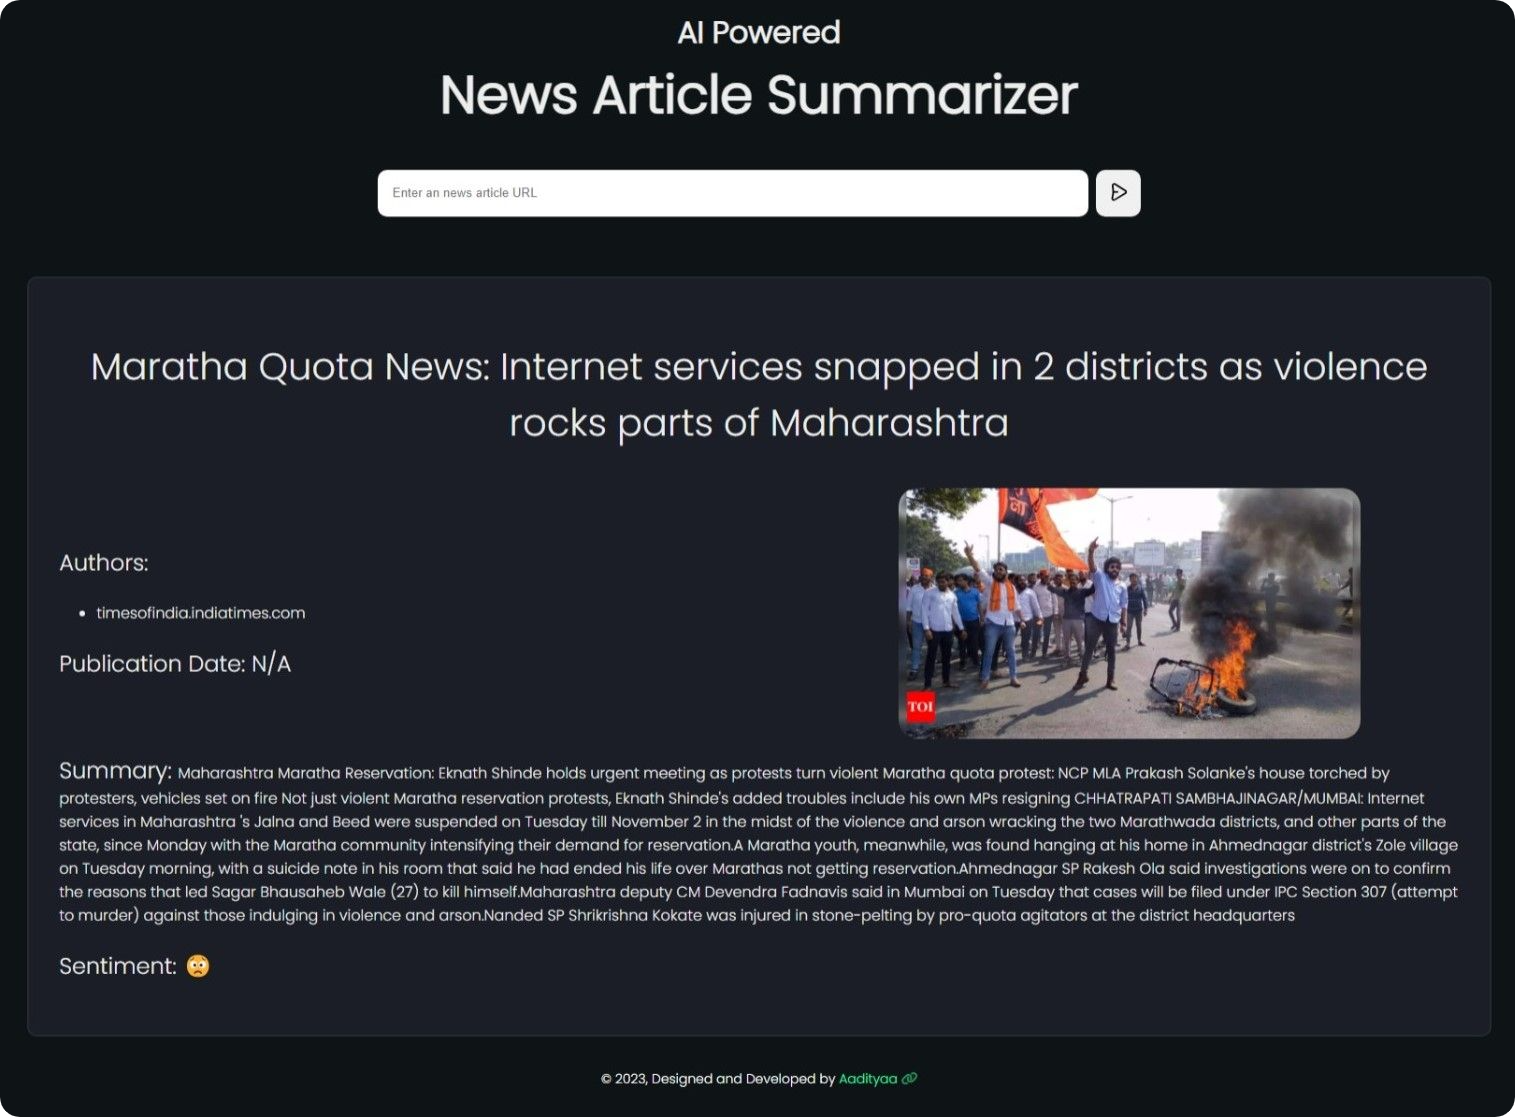 AI Powered
News Article Summarizer
Enter an news article URL
Maratha Quota News: Internet services snapped in 2 districts as violence
rocks parts of Maharashtra
Authors:
timesofindia.indiatimes.com
Publication Date: N/A
TOI
Summary: Maharashtra Maratha Reservation: Eknath Shinde holds urgent meeting as protests turn violent Maratha quota protest: NCP MLA Prakash Solanke's house torched by
protesters, vehicles set on fire Not just violent Maratha reservation protests, Eknath Shinde's added troubles include his own MPs resigning CHHATRAPATI SAMBHAJINAGAR/MUMBAI: Internet
services in Maharashtra 's Jalna and Beed were suspended on Tuesday till November 2 in the midst of the violence and arson wracking the two Marathwada districts, and other parts of the
state, since Monday with the Maratha community intensifying their demand for reservation.A Maratha youth, meanwhile, was found hanging at his home in Ahmednagar district's Zole village
on Tuesday morning, with a suicide note in his room that said he had ended his life over Marathas not getting reservation.Ahmednagar SP Rakesh Ola said investigations were on to confirm
the reasons that led Sagar Bhausaheb Wale (27) to kill himself.Maharashtra deputy CM Devendra Fadnavis said in Mumbai on Tuesday that cases will be filed under IPC Section 307 (attempt
to murder) against those indulging in violence and arson.Nanded SP Shrikrishna Kokate was injured in stone-pelting by pro-quota agitators at the district headquarters
Sentiment: 😳
© 2023, Designed and Developed by Aadityaa